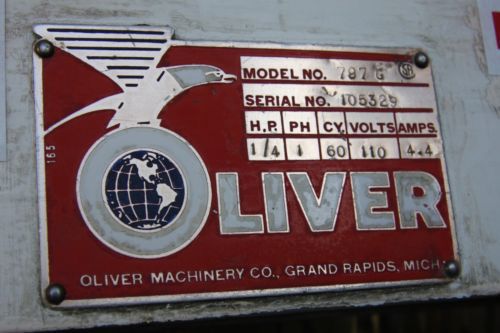 MODEL NO. 787 G
SERIAL NO. 105329
H.P. PH CY. VOLTS AMPS.
1/4 1 60 110 4.4
165
OLIVER
OLIVER MACHINERY CO., GRAND RAPIDS, MICH.